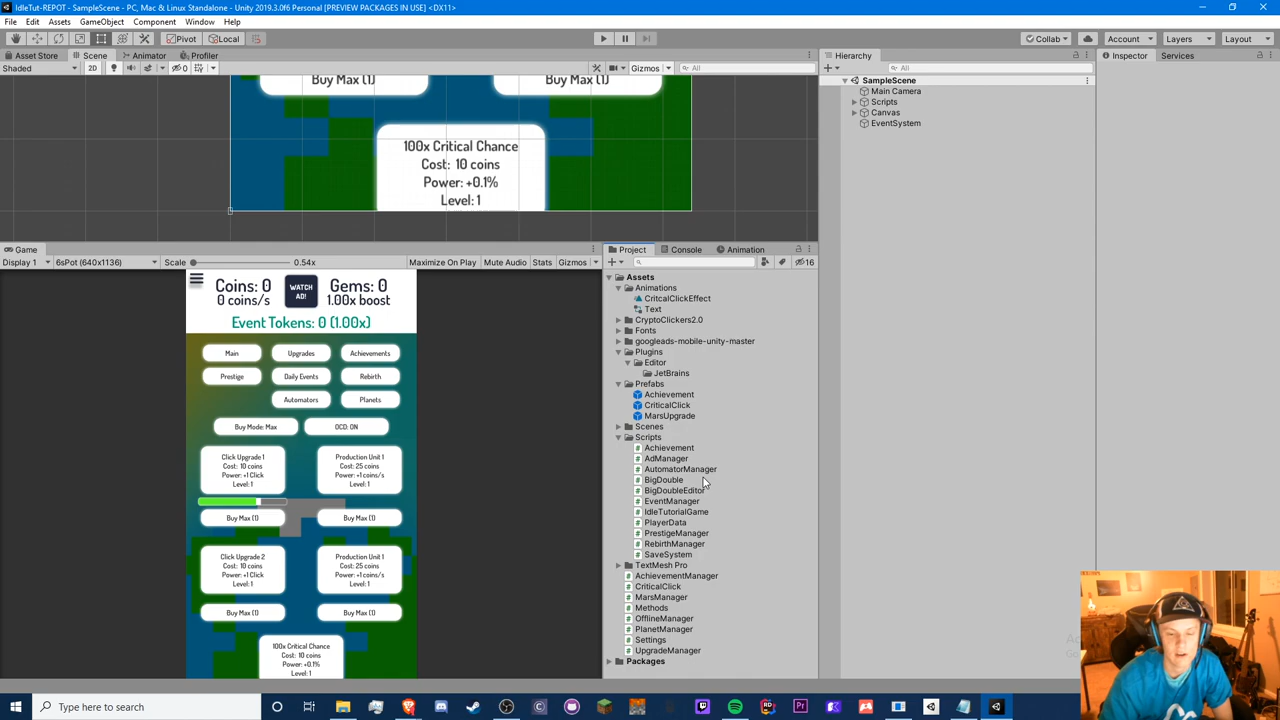 IdleTut-REPOT - SampleScene - PC, Mac & Linux Standalone - Unity 2019.3.0f6 Personal [PREVIEW PACKAGES IN USE] <DX11>
File Edit Assets GameObject Component Window Help
Pivot Local Collab Account Layers Layout
Asset Store Scene Animator Profiler
Shaded 2D 0 Gizmos All
Buy Max (1) Buy Max (1)
100x Critical Chance
Cost: 10 coins
Power: +0.1%
Level: 1
Game
Display 1 6sPot (640x1136) Scale 0.54x Maximize On Play Mute Audio Stats Gizmos
Coins: 0 WATCH AD! Gems: 0
0 coins/s 1.00x boost
Event Tokens: 0 (1.00x)
Main Upgrades Achievements
Prestige Daily Events Rebirth
Automators Planets
Buy Mode: Max OCD: ON
Click Upgrade 1 Production Unit 1
Cost: 10 coins Cost: 25 coins
Power: +1 Click Power: +1 coins/s
Level: 1 Level: 1
Buy Max (1) Buy Max (1)
Click Upgrade 2 Production Unit 1
Cost: 10 coins Cost: 25 coins
Power: +1 Click Power: +1 coins/s
Level: 1 Level: 1
Buy Max (1) Buy Max (1)
100x Critical Chance
Cost: 10 coins
Power: +0.1%
Level: 1
Project Console Animation
16
Assets
Animations
CritcalClickEffect
Text
CryptoClickers2.0
Fonts
googleads-mobile-unity-master
Plugins
Editor
JetBrains
Prefabs
Achievement
CriticalClick
MarsUpgrade
Scenes
Scripts
Achievement
AdManager
AutomatorManager
BigDouble
BigDoubleEditor
EventManager
IdleTutorialGame
PlayerData
PrestigeManager
RebirthManager
SaveSystem
TextMesh Pro
AchievementManager
CriticalClick
MarsManager
Methods
OfflineManager
PlanetManager
Settings
UpgradeManager
Packages
Hierarchy
All
SampleScene
Main Camera
Scripts
Canvas
EventSystem
Inspector Services
Type here to search